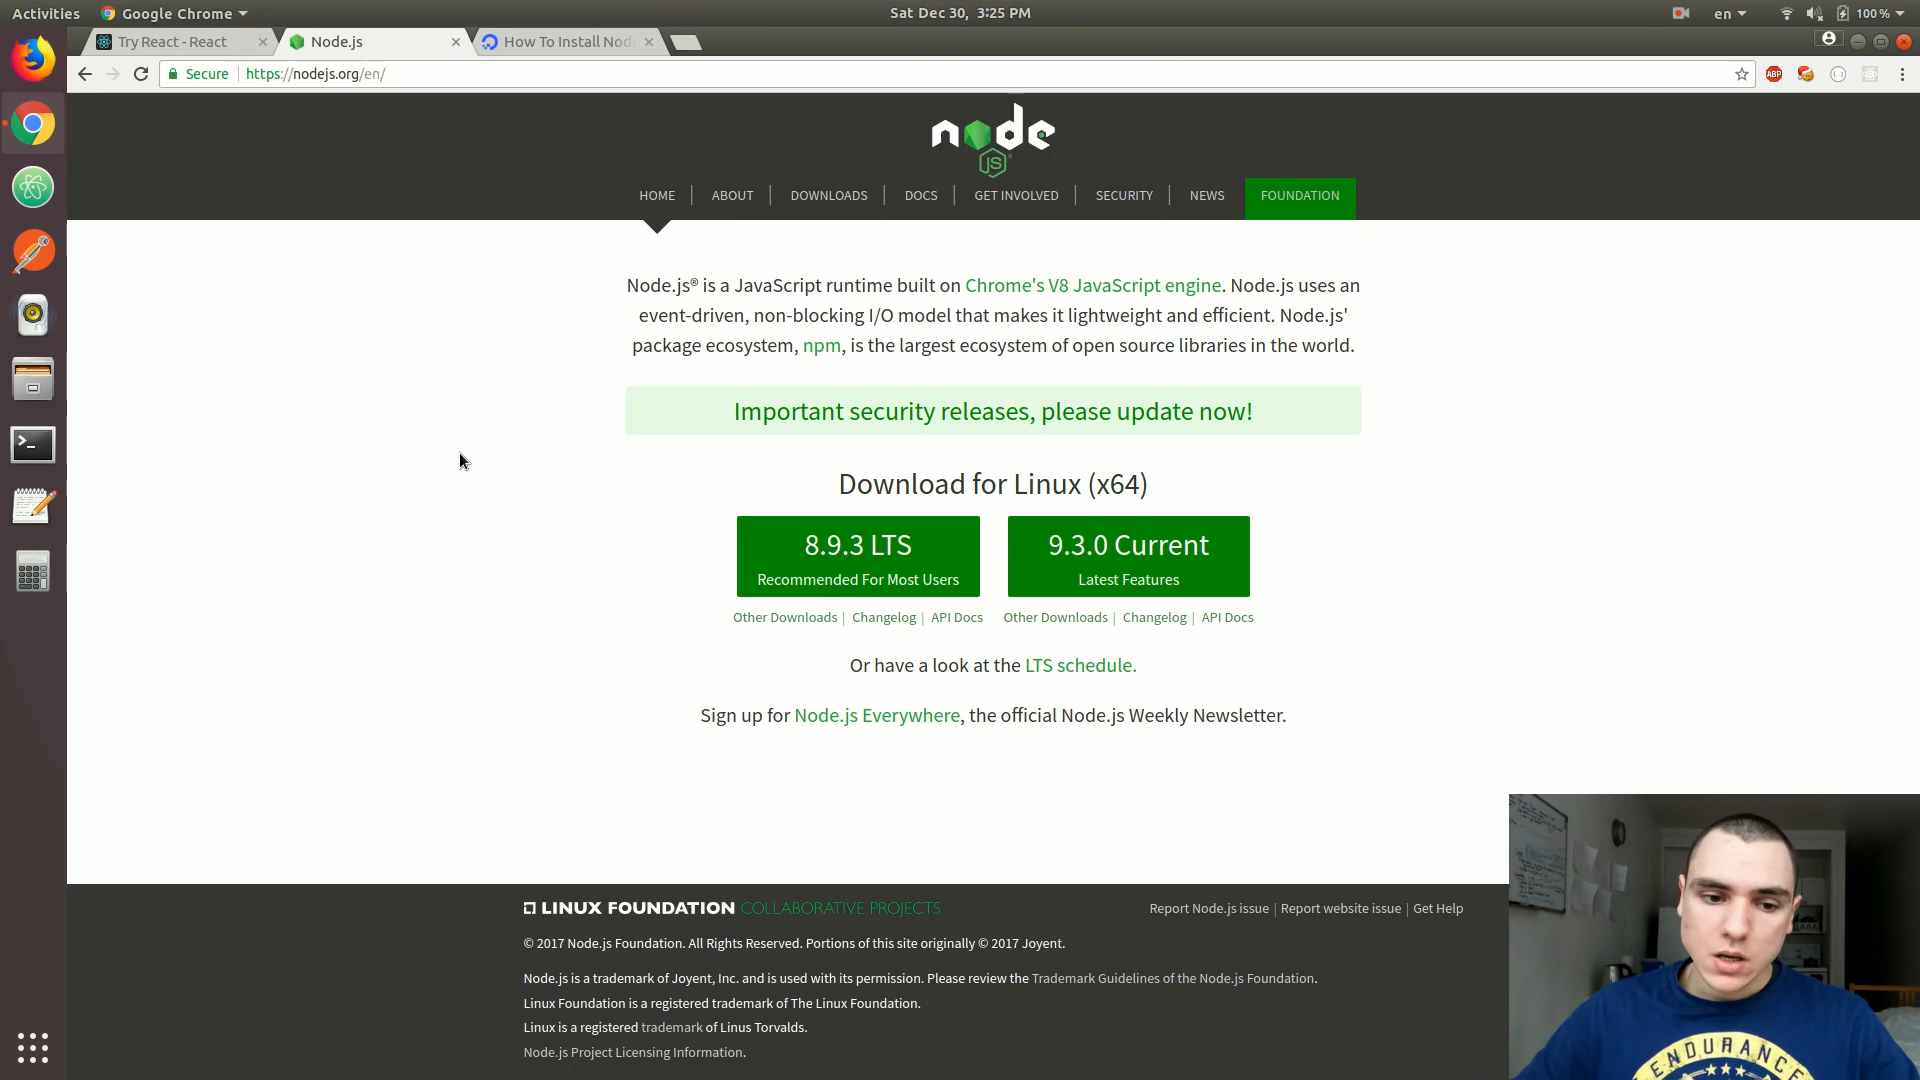 Activities
Google Chrome
Sat Dec 30, 3:25 PM
en
100 %
Try React - React
Node.js
How To Install Nod
Secure
https://nodejs.org/en/
ABP
node
JS
HOME
ABOUT
DOWNLOADS
DOCS
GET INVOLVED
SECURITY
NEWS
FOUNDATION
Node.js® is a JavaScript runtime built on Chrome's V8 JavaScript engine. Node.js uses an
event-driven, non-blocking I/O model that makes it lightweight and efficient. Node.js'
package ecosystem, npm, is the largest ecosystem of open source libraries in the world.
Important security releases, please update now!
Download for Linux (x64)
8.9.3 LTS
Recommended For Most Users
9.3.0 Current
Latest Features
Other Downloads | Changelog | API Docs
Other Downloads | Changelog | API Docs
Or have a look at the LTS schedule.
Sign up for Node.js Everywhere, the official Node.js Weekly Newsletter.
LINUX FOUNDATION COLLABORATIVE PROJECTS
Report Node.js issue | Report website issue | Get Help
© 2017 Node.js Foundation. All Rights Reserved. Portions of this site originally © 2017 Joyent.
Node.js is a trademark of Joyent, Inc. and is used with its permission. Please review the Trademark Guidelines of the Node.js Foundation.
Linux Foundation is a registered trademark of The Linux Foundation.
Linux is a registered trademark of Linus Torvalds.
Node.js Project Licensing Information.
ENDURANCE